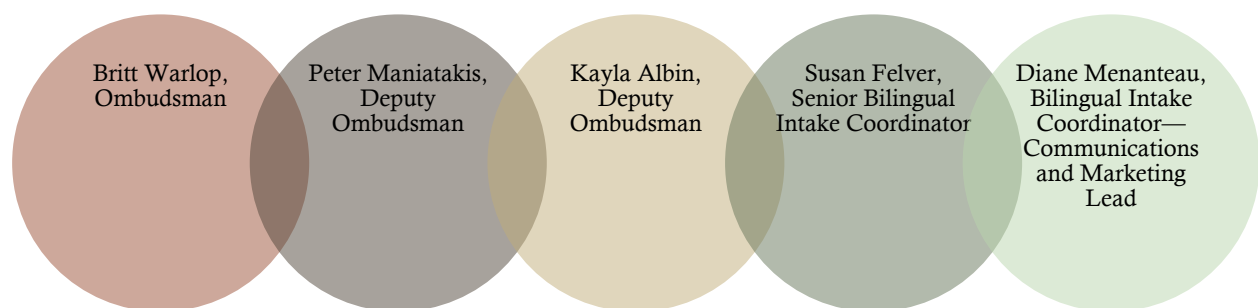 Britt Warlop,
Ombudsman
Peter Maniatakis,
Deputy
Ombudsman
Kayla Albin,
Deputy
Ombudsman
Susan Felver,
Senior Bilingual
Intake Coordinator
Diane Menanteau,
Bilingual Intake
Coordinator—
Communications
and Marketing
Lead